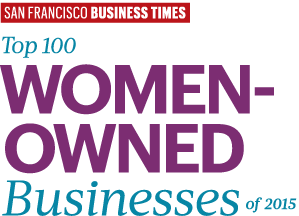 SAN FRANCISCO BUSINESS TIMES
Top 100
WOMEN-
OWNED
Businesses of 2015